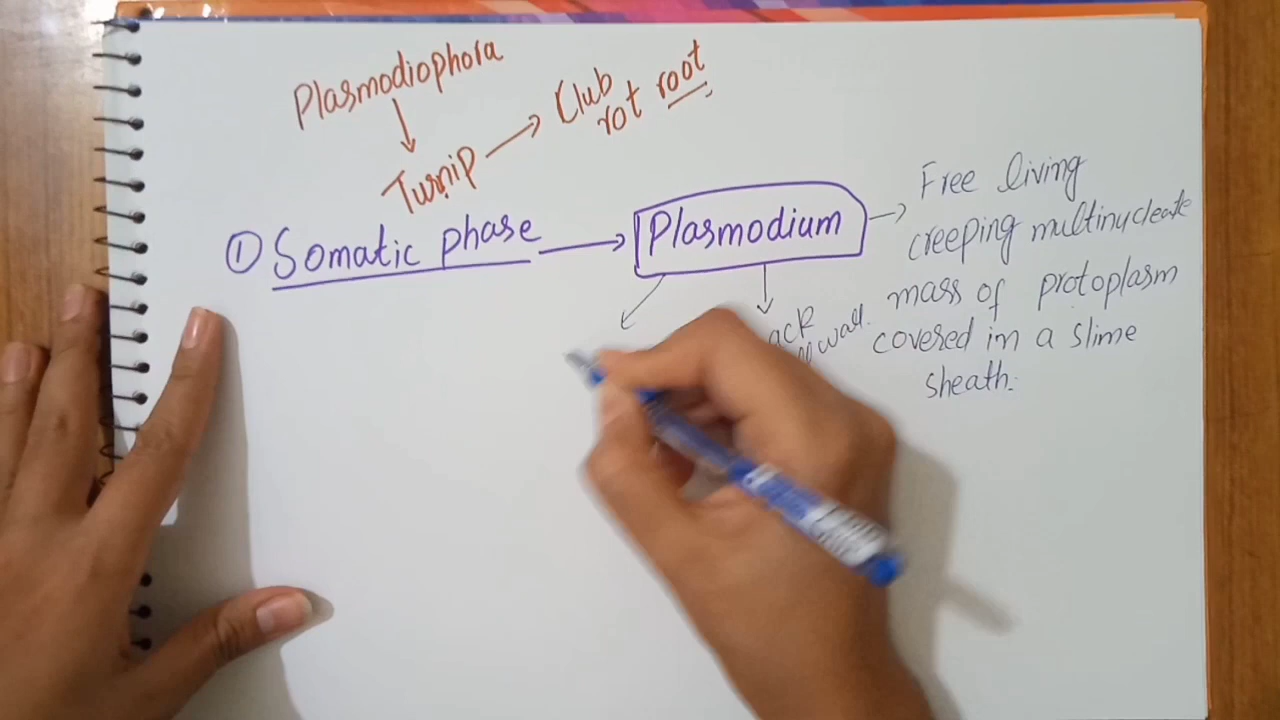 Plasmodiophora
Turnip
Club
rot root
① Somatic phase
Plasmodium
Free living
creeping multinucleate
mass of protoplasm
covered in a slime
sheath.
wall.